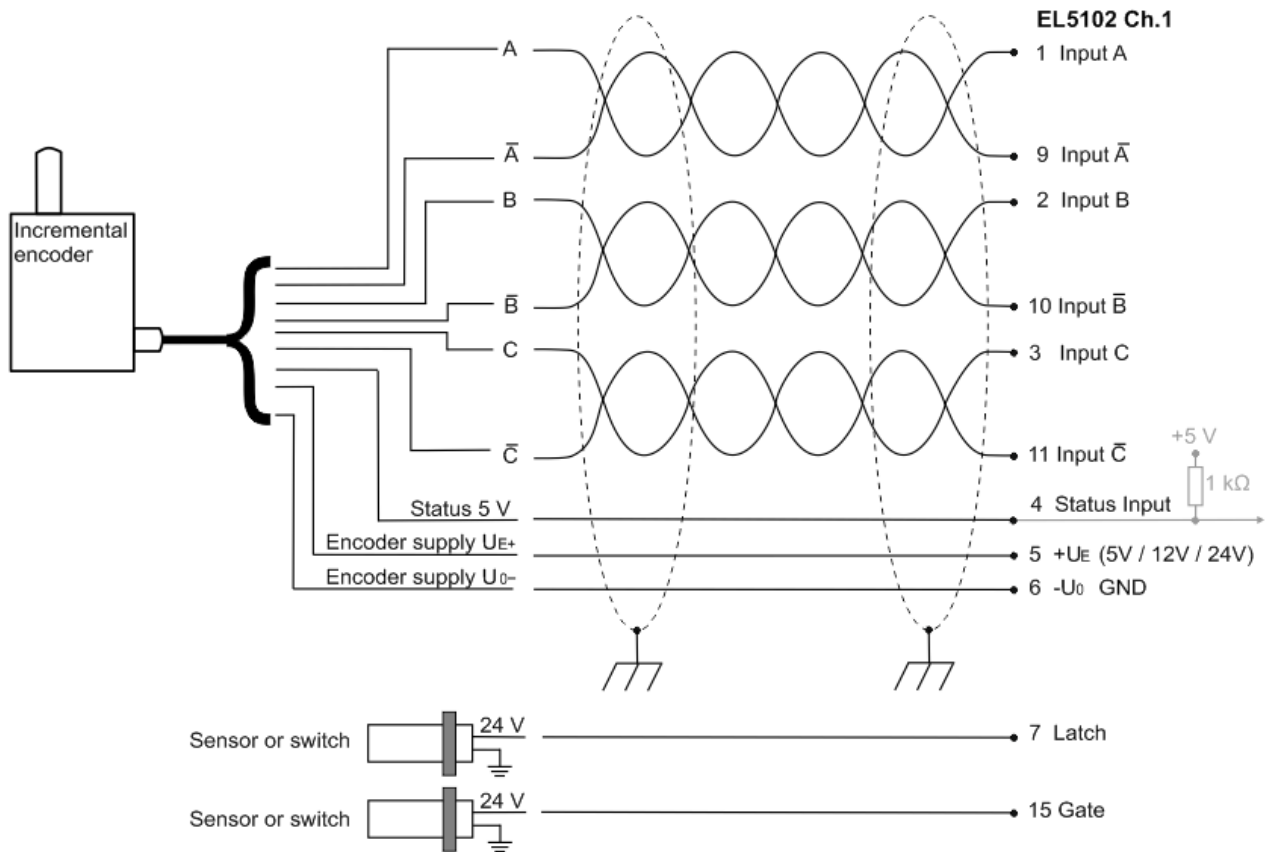 EL5102 Ch.1
A
1 Input A
A̅
9 Input A̅
B
2 Input B
Incremental
encoder
B̅
10 Input B̅
C
3 Input C
C̅
11 Input C̅
+5 V
1 kΩ
Status 5 V
4 Status Input
Encoder supply UE+
5 +UE (5V / 12V / 24V)
Encoder supply U0–
6 -U0 GND
Sensor or switch
24 V
7 Latch
Sensor or switch
24 V
15 Gate